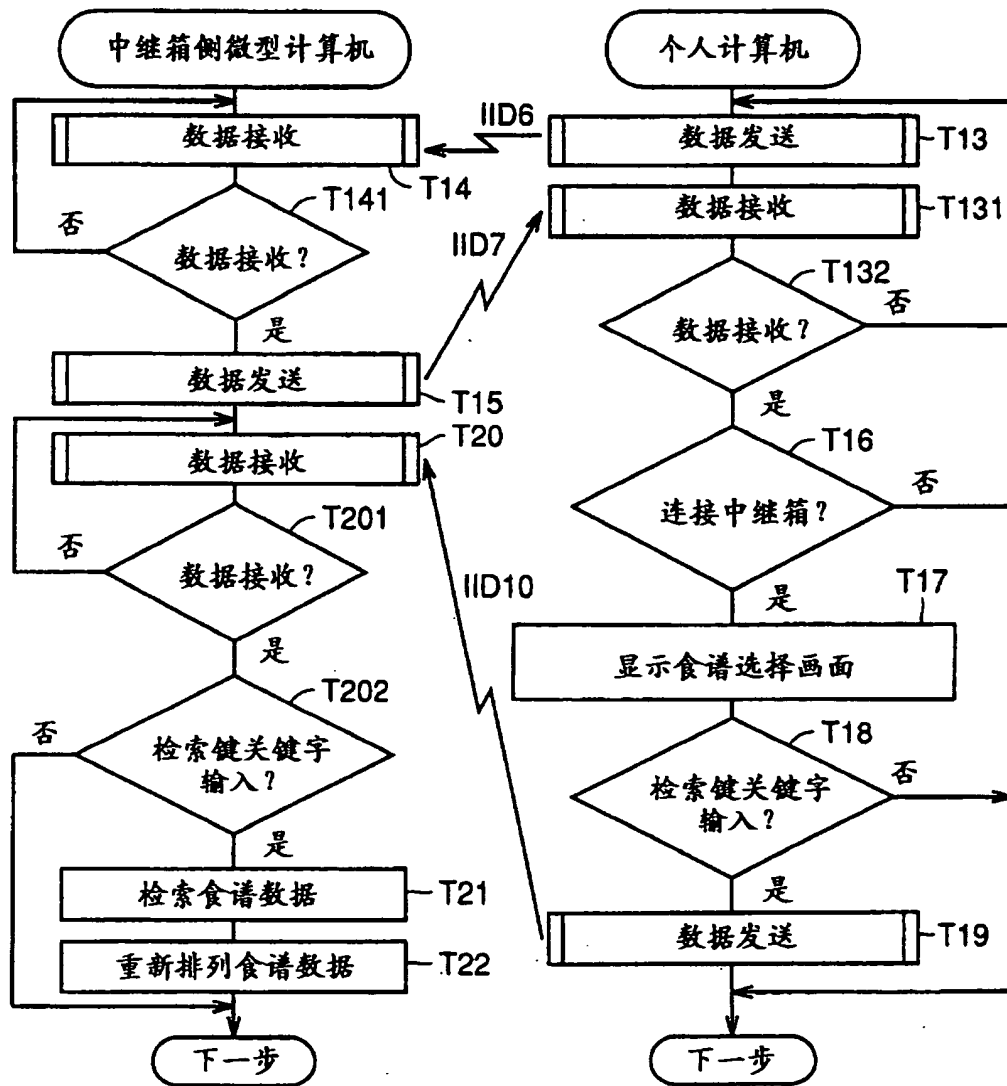 中继箱侧微型计算机
数据接收
T14
T141
否
数据接收?
是
数据发送
T15
T20
数据接收
T201
否
数据接收?
是
T202
否
检索键关键字
输入?
是
检索食谱数据
T21
重新排列食谱数据
T22
下一步
IID6
IID7
IID10
个人计算机
数据发送
T13
数据接收
T131
T132
否
数据接收?
是
T16
否
连接中继箱?
是
T17
显示食谱选择画面
T18
否
检索键关键字
输入?
是
数据发送
T19
下一步